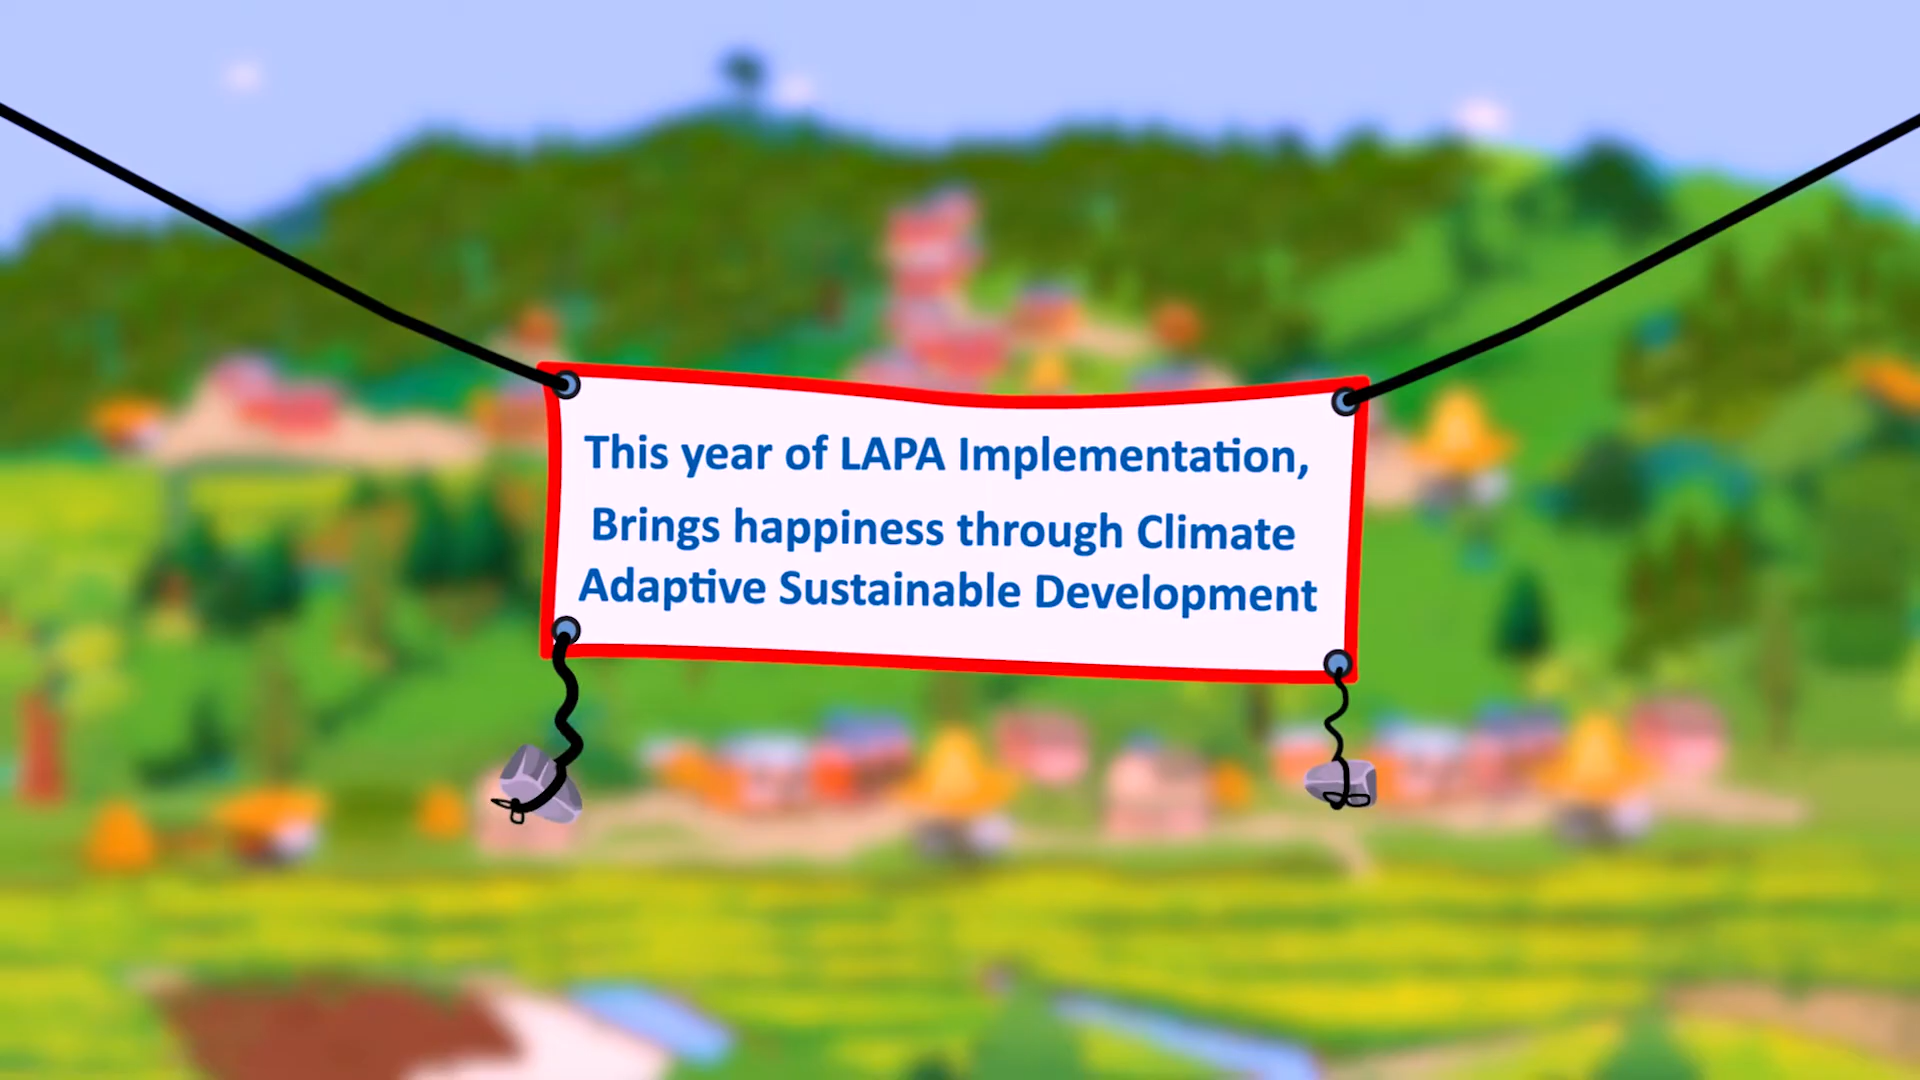 This year of LAPA Implementation,
Brings happiness through Climate
Adaptive Sustainable Development